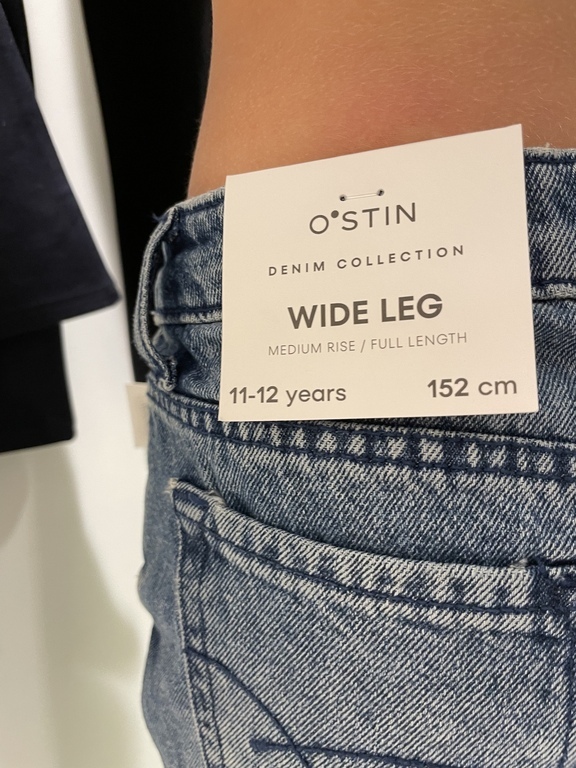 O'STIN
DENIM COLLECTION
WIDE LEG
MEDIUM RISE / FULL LENGTH
11-12 years 152 cm